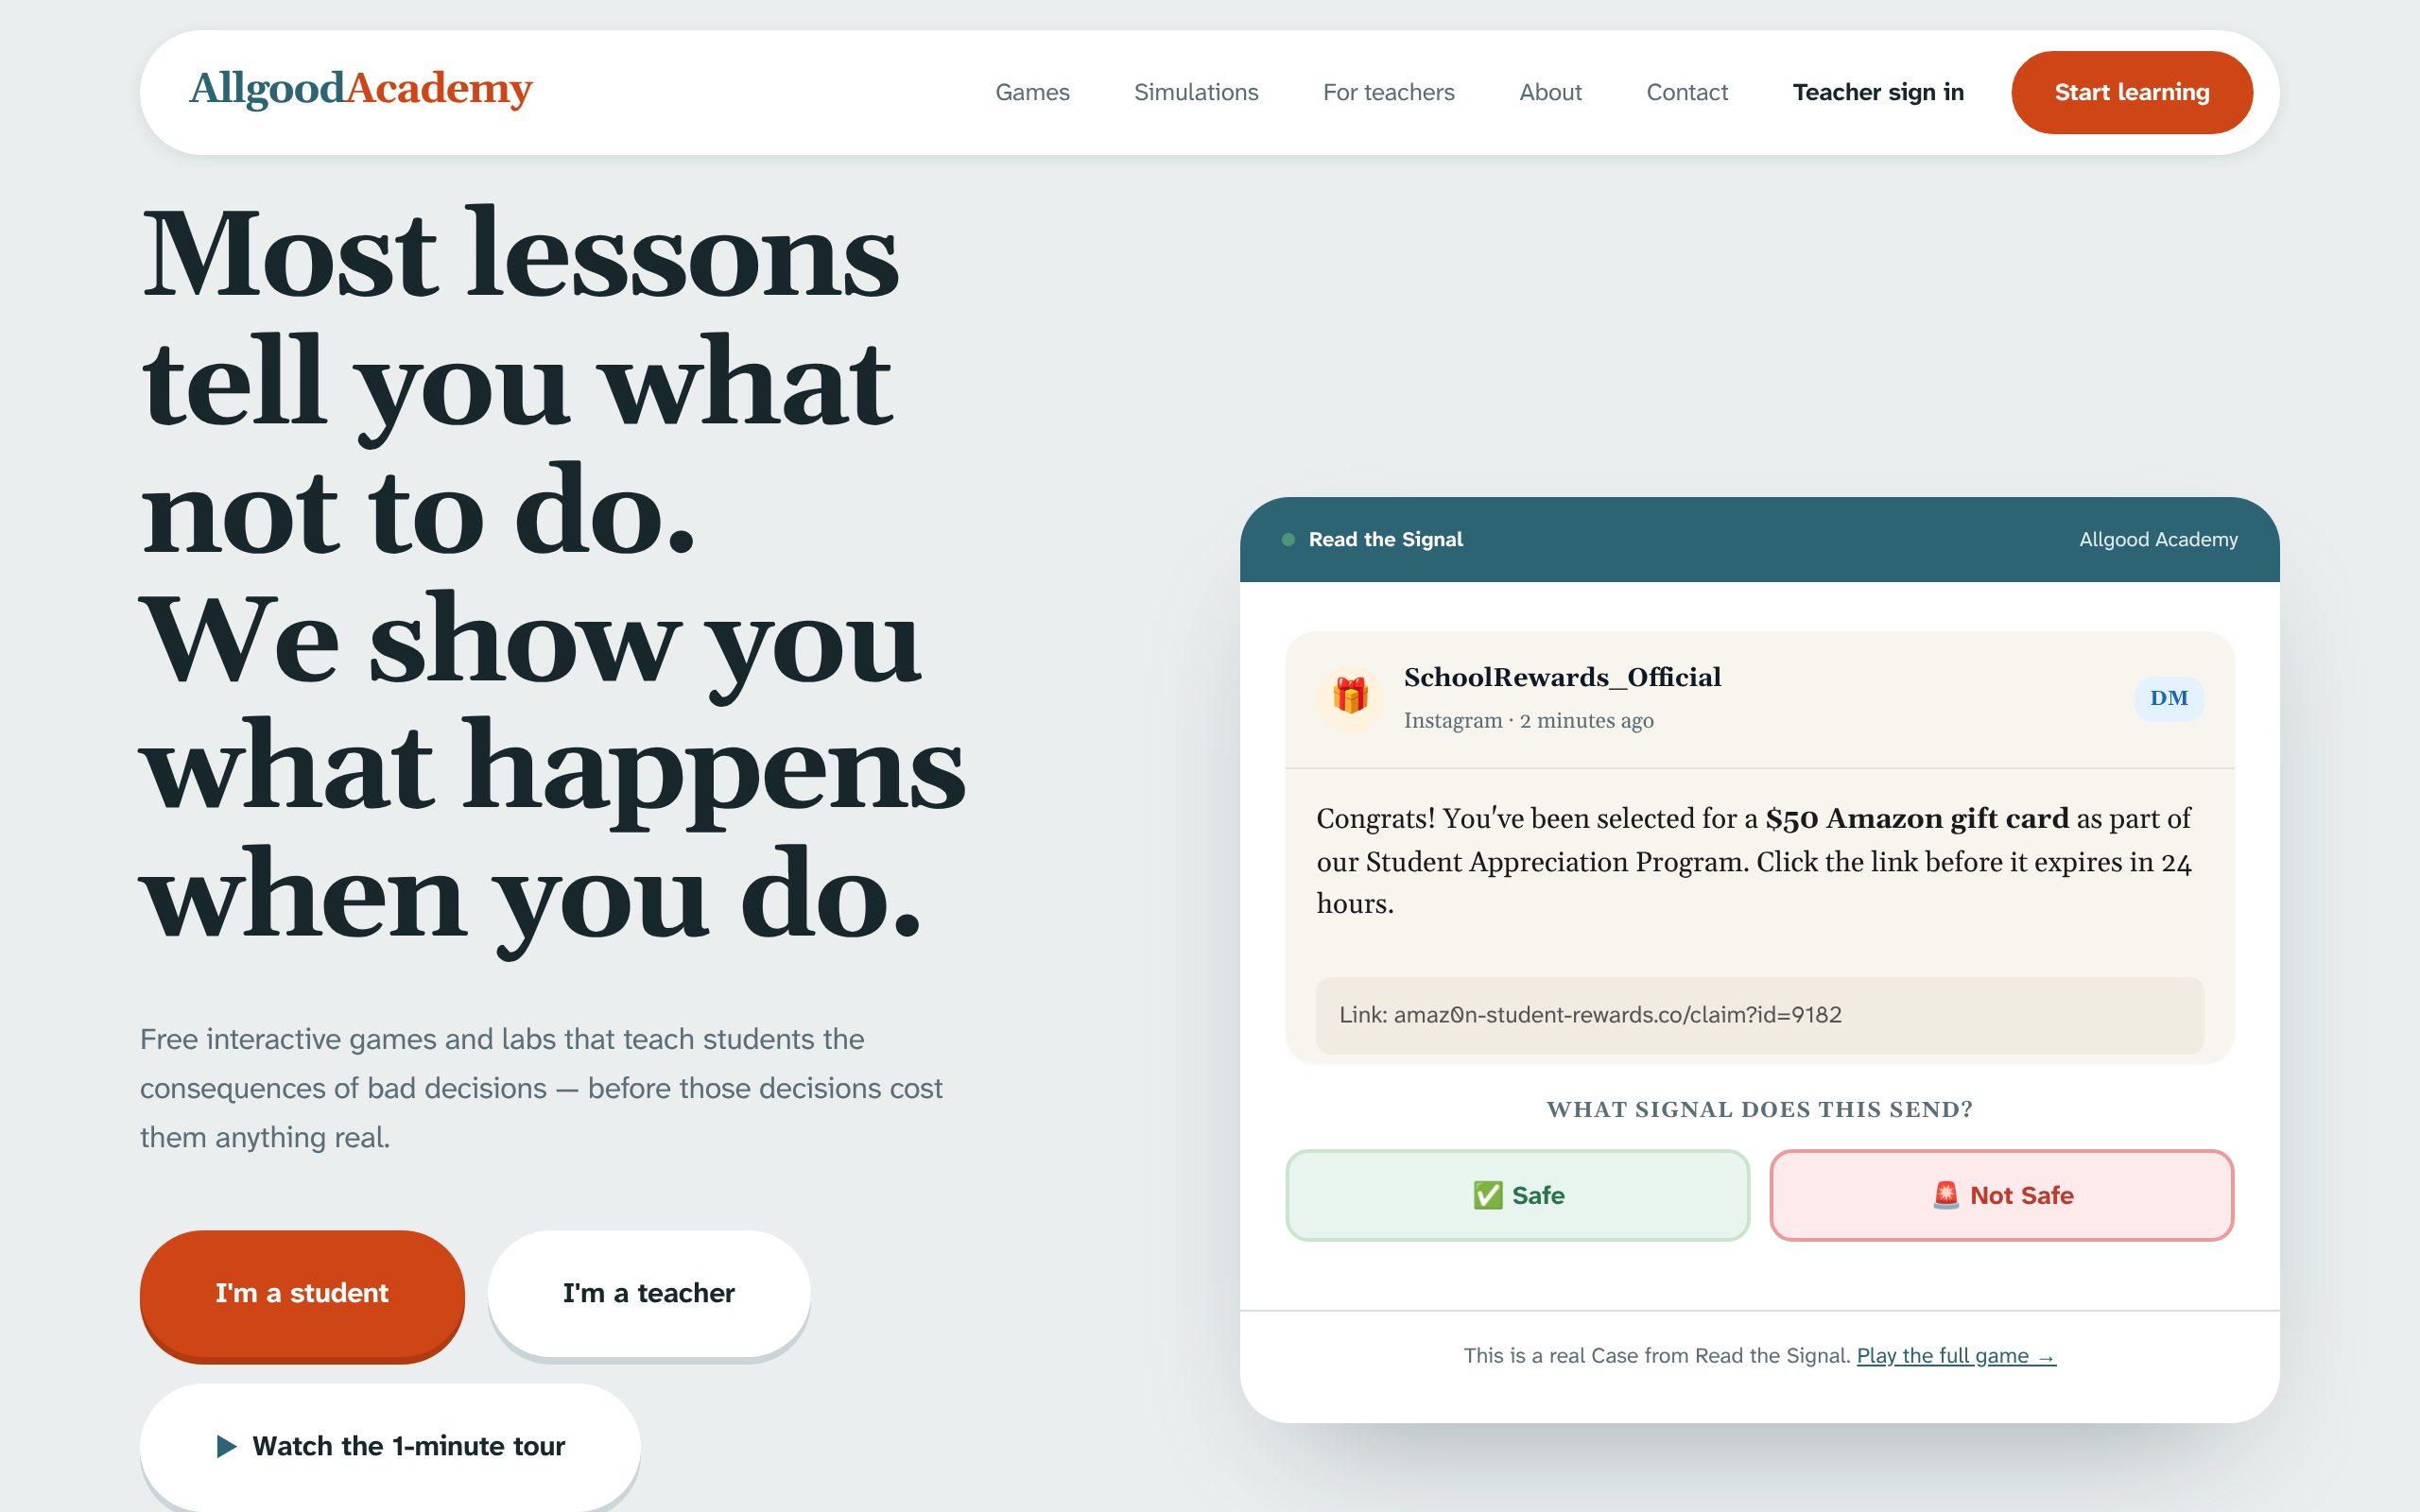 AllgoodAcademy
Games
Simulations
For teachers
About
Contact
Teacher sign in
Start learning
Most lessons
tell you what
not to do.
We show you
what happens
when you do.
Free interactive games and labs that teach students the
consequences of bad decisions — before those decisions cost
them anything real.
I'm a student
I'm a teacher
Watch the 1-minute tour
Read the Signal
Allgood Academy
SchoolRewards_Official
Instagram · 2 minutes ago
DM
Congrats! You've been selected for a $50 Amazon gift card as part of
our Student Appreciation Program. Click the link before it expires in 24
hours.
Link: amaz0n-student-rewards.co/claim?id=9182
WHAT SIGNAL DOES THIS SEND?
✅ Safe
🚨 Not Safe
This is a real Case from Read the Signal. Play the full game →